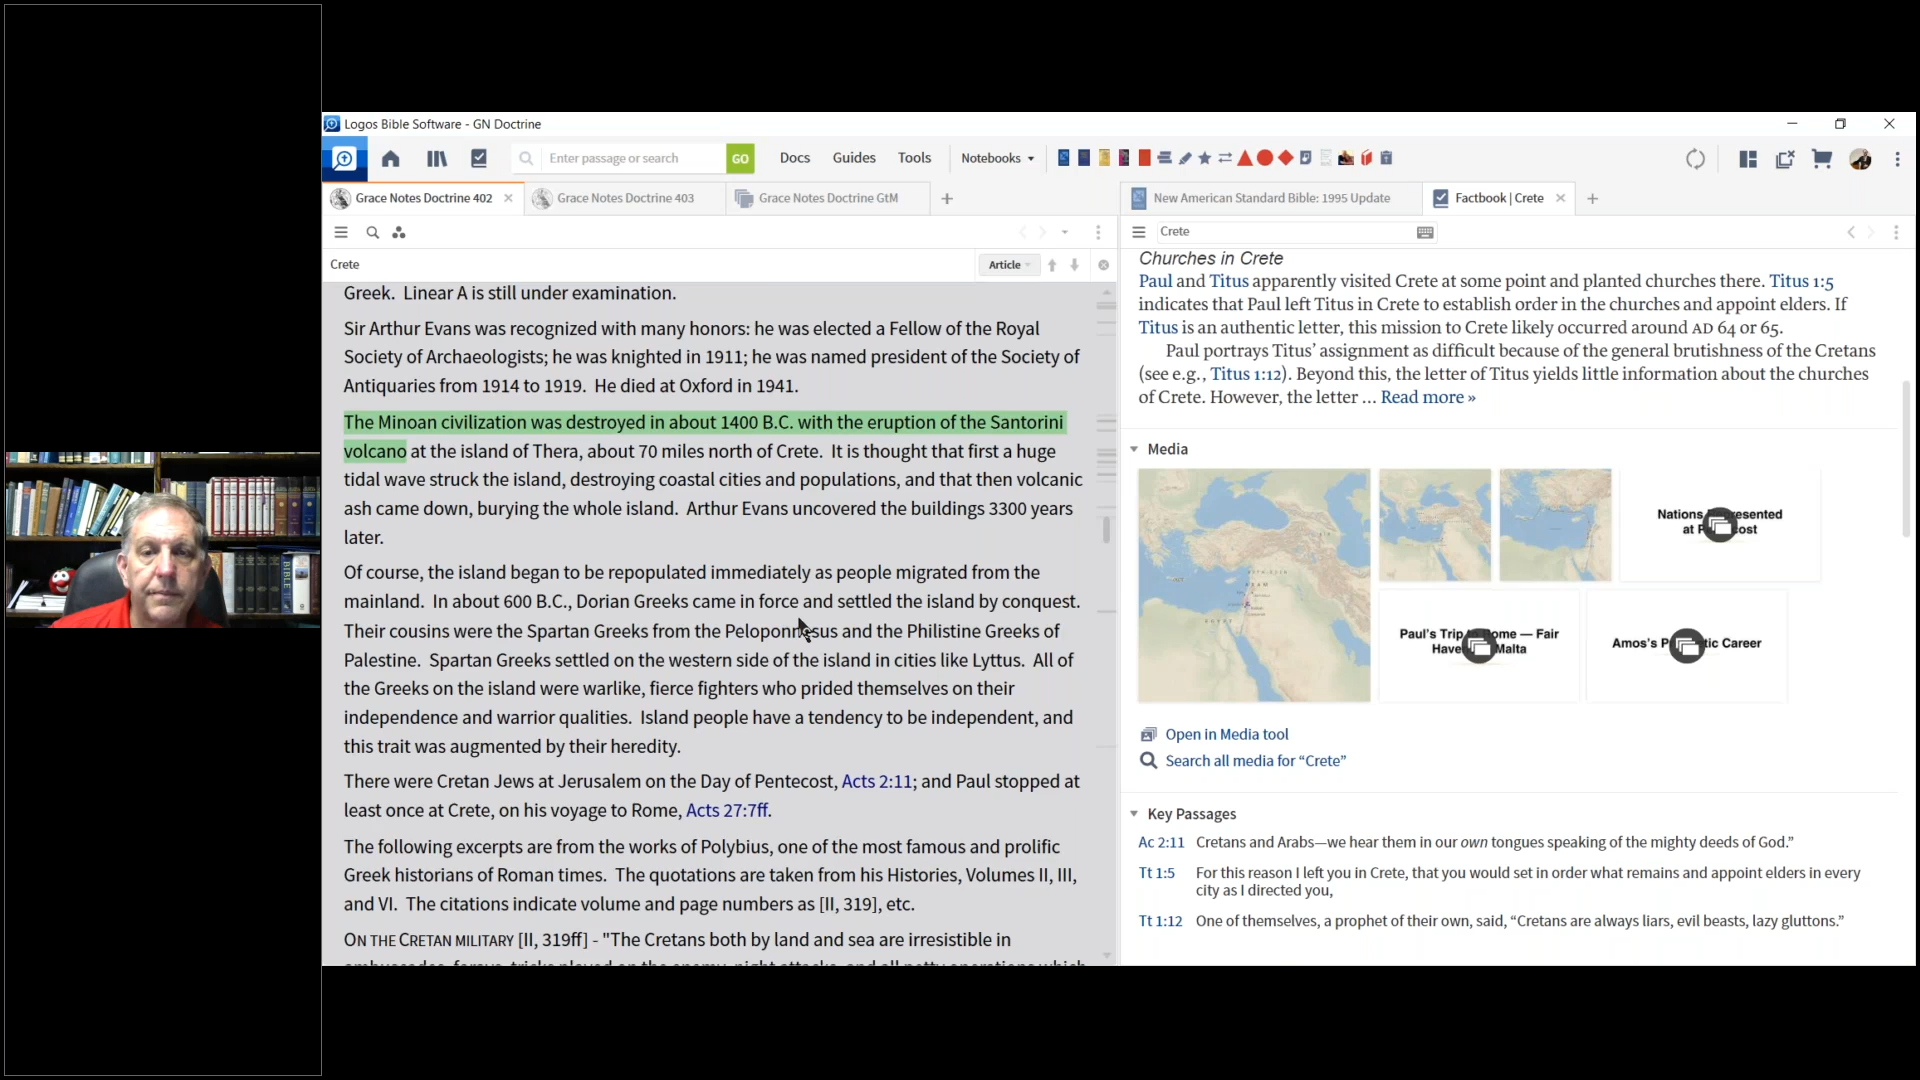 Logos Bible Software - GN Doctrine
Enter passage or search
GO
Docs
Guides
Tools
Notebooks
Grace Notes Doctrine 402
Grace Notes Doctrine 403
Grace Notes Doctrine GtM
Crete
Article
Greek.  Linear A is still under examination.
Sir Arthur Evans was recognized with many honors: he was elected a Fellow of the Royal
Society of Archaeologists; he was knighted in 1911; he was named president of the Society of
Antiquaries from 1914 to 1919.  He died at Oxford in 1941.
The Minoan civilization was destroyed in about 1400 B.C. with the eruption of the Santorini
volcano at the island of Thera, about 70 miles north of Crete.  It is thought that first a huge
tidal wave struck the island, destroying coastal cities and populations, and that then volcanic
ash came down, burying the whole island.  Arthur Evans uncovered the buildings 3300 years
later.
Of course, the island began to be repopulated immediately as people migrated from the
mainland.  In about 600 B.C., Dorian Greeks came in force and settled the island by conquest.
Their cousins were the Spartan Greeks from the Peloponnesus and the Philistine Greeks of
Palestine.  Spartan Greeks settled on the western side of the island in cities like Lyttus.  All of
the Greeks on the island were warlike, fierce fighters who prided themselves on their
independence and warrior qualities.  Island people have a tendency to be independent, and
this trait was augmented by their heredity.
There were Cretan Jews at Jerusalem on the Day of Pentecost, Acts 2:11; and Paul stopped at
least once at Crete, on his voyage to Rome, Acts 27:7ff.
The following excerpts are from the works of Polybius, one of the most famous and prolific
Greek historians of Roman times.  The quotations are taken from his Histories, Volumes II, III,
and VI.  The citations indicate volume and page numbers as [II, 319], etc.
ON THE CRETAN MILITARY [II, 319ff] - "The Cretans both by land and sea are irresistible in
ambuscades, forays, tricks played on the enemy, night attacks, and all petty operations which
New American Standard Bible: 1995 Update
Factbook | Crete
Crete
Churches in Crete
Paul and Titus apparently visited Crete at some point and planted churches there. Titus 1:5
indicates that Paul left Titus in Crete to establish order in the churches and appoint elders. If
Titus is an authentic letter, this mission to Crete likely occurred around AD 64 or 65.
Paul portrays Titus’ assignment as difficult because of the general brutishness of the Cretans
(see e.g., Titus 1:12). Beyond this, the letter of Titus yields little information about the churches
of Crete. However, the letter ... Read more »
Media
Nations
at
Paul’s Trip Rome — Fair
Malta
Amos’s Career
Open in Media tool
Search all media for “Crete”
Key Passages
Ac 2:11 Cretans and Arabs—we hear them in our own tongues speaking of the mighty deeds of God.”
Tt 1:5 For this reason I left you in Crete, that you would set in order what remains and appoint elders in every
city as I directed you,
Tt 1:12 One of themselves, a prophet of their own, said, “Cretans are always liars, evil beasts, lazy gluttons.”
BIBLE